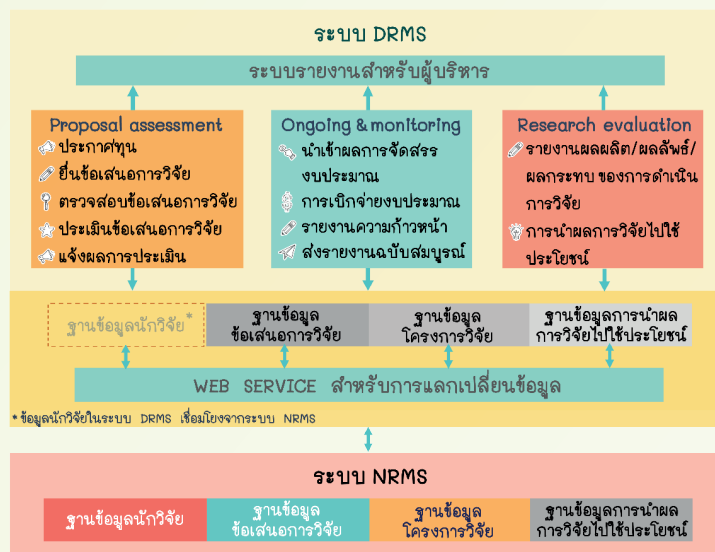 ระบบ DRMS
ระบบรายงานสำหรับผู้บริหาร
Proposal assessment
ประกาศทุน
ยื่นข้อเสนอการวิจัย
ตรวจสอบข้อเสนอการวิจัย
ประเมินข้อเสนอการวิจัย
แจ้งผลการประเมิน
Ongoing & monitoring
นำเข้าผลการจัดสรร
งบประมาณ
การเบิกจ่ายงบประมาณ
รายงานความก้าวหน้า
ส่งรายงานฉบับสมบูรณ์
Research evaluation
รายงานผลผลิต/ผลลัพธ์/
ผลกระทบ ของการดำเนิน
การวิจัย
การนำผลการวิจัยไปใช้
ประโยชน์
ฐานข้อมูลนักวิจัย*
ฐานข้อมูล
ข้อเสนอการวิจัย
ฐานข้อมูล
โครงการวิจัย
ฐานข้อมูลการนำผล
การวิจัยไปใช้ประโยชน์
WEB SERVICE สำหรับการแลกเปลี่ยนข้อมูล
*ข้อมูลนักวิจัยในระบบ DRMS เชื่อมโยงจากระบบ NRMS
ระบบ NRMS
ฐานข้อมูลนักวิจัย
ฐานข้อมูล
ข้อเสนอการวิจัย
ฐานข้อมูล
โครงการวิจัย
ฐานข้อมูลการนำผล
การวิจัยไปใช้ประโยชน์